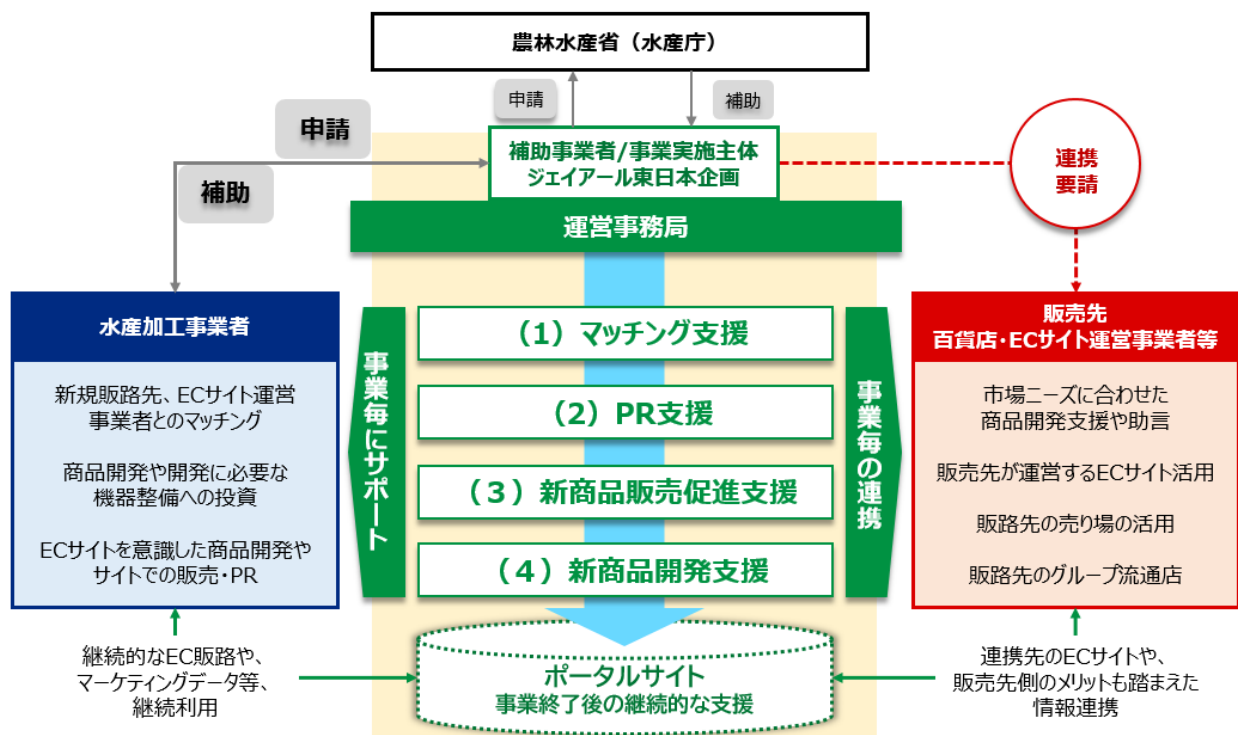 農林水産省（水産庁）
申請
補助
申請
補助
補助事業者/事業実施主体
ジェイアール東日本企画
連携
要請
運営事務局
水産加工事業者
新規販路先、ECサイト運営
事業者とのマッチング
商品開発や開発に必要な
機器整備への投資
ECサイトを意識した商品開発や
サイトでの販売・PR
事業毎にサポート
（1）マッチング支援
（2）PR支援
（３）新商品販売促進支援
（４）新商品開発支援
事業毎の連携
販売先
百貨店・ECサイト運営事業者等
市場ニーズに合わせた
商品開発支援や助言
販売先が運営するECサイト活用
販路先の売り場の活用
販路先のグループ流通店
継続的なEC販路や、
マーケティングデータ等、
継続利用
ポータルサイト
事業終了後の継続的な支援
連携先のECサイトや、
販売先側のメリットも踏まえた
情報連携